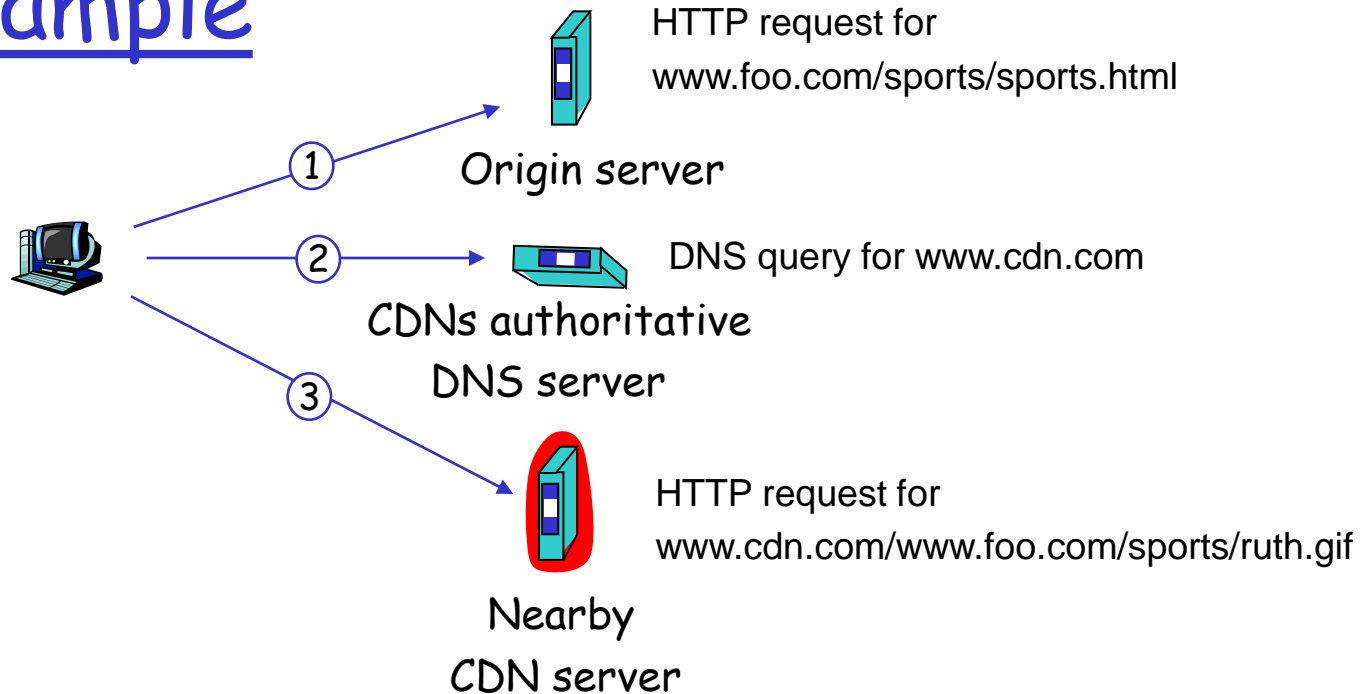 ample
HTTP request for
www.foo.com/sports/sports.html
1
Origin server
2
DNS query for www.cdn.com
CDNs authoritative
DNS server
3
HTTP request for
www.cdn.com/www.foo.com/sports/ruth.gif
Nearby
CDN server